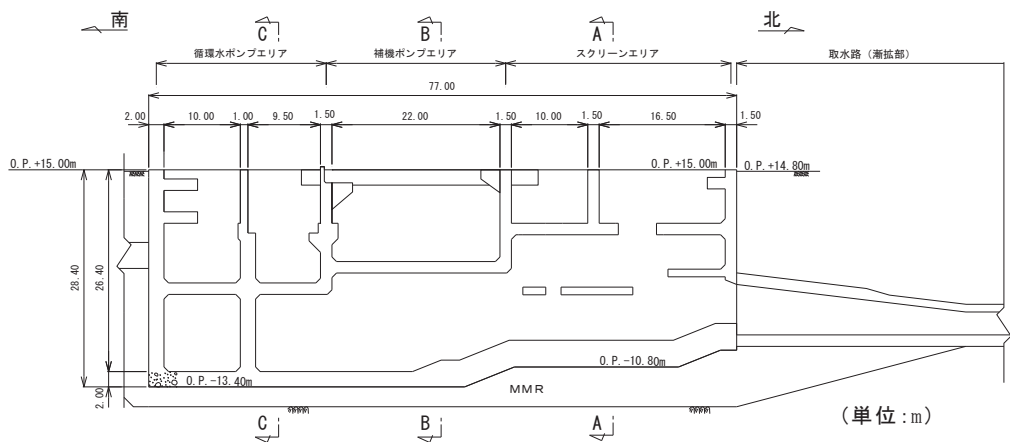 南
C
B
A
北
循環水ポンプエリア
補機ポンプエリア
スクリーンエリア
取水路（漸拡部）
77.00
2.00
10.00
1.00
9.50
1.50
22.00
1.50
10.00
1.50
16.50
1.50
O.P.+15.00m
O.P.+15.00m
O.P.+14.80m
28.40
26.40
2.00
O.P.-13.40m
O.P.-10.80m
MMR
C
B
A
(単位:m)